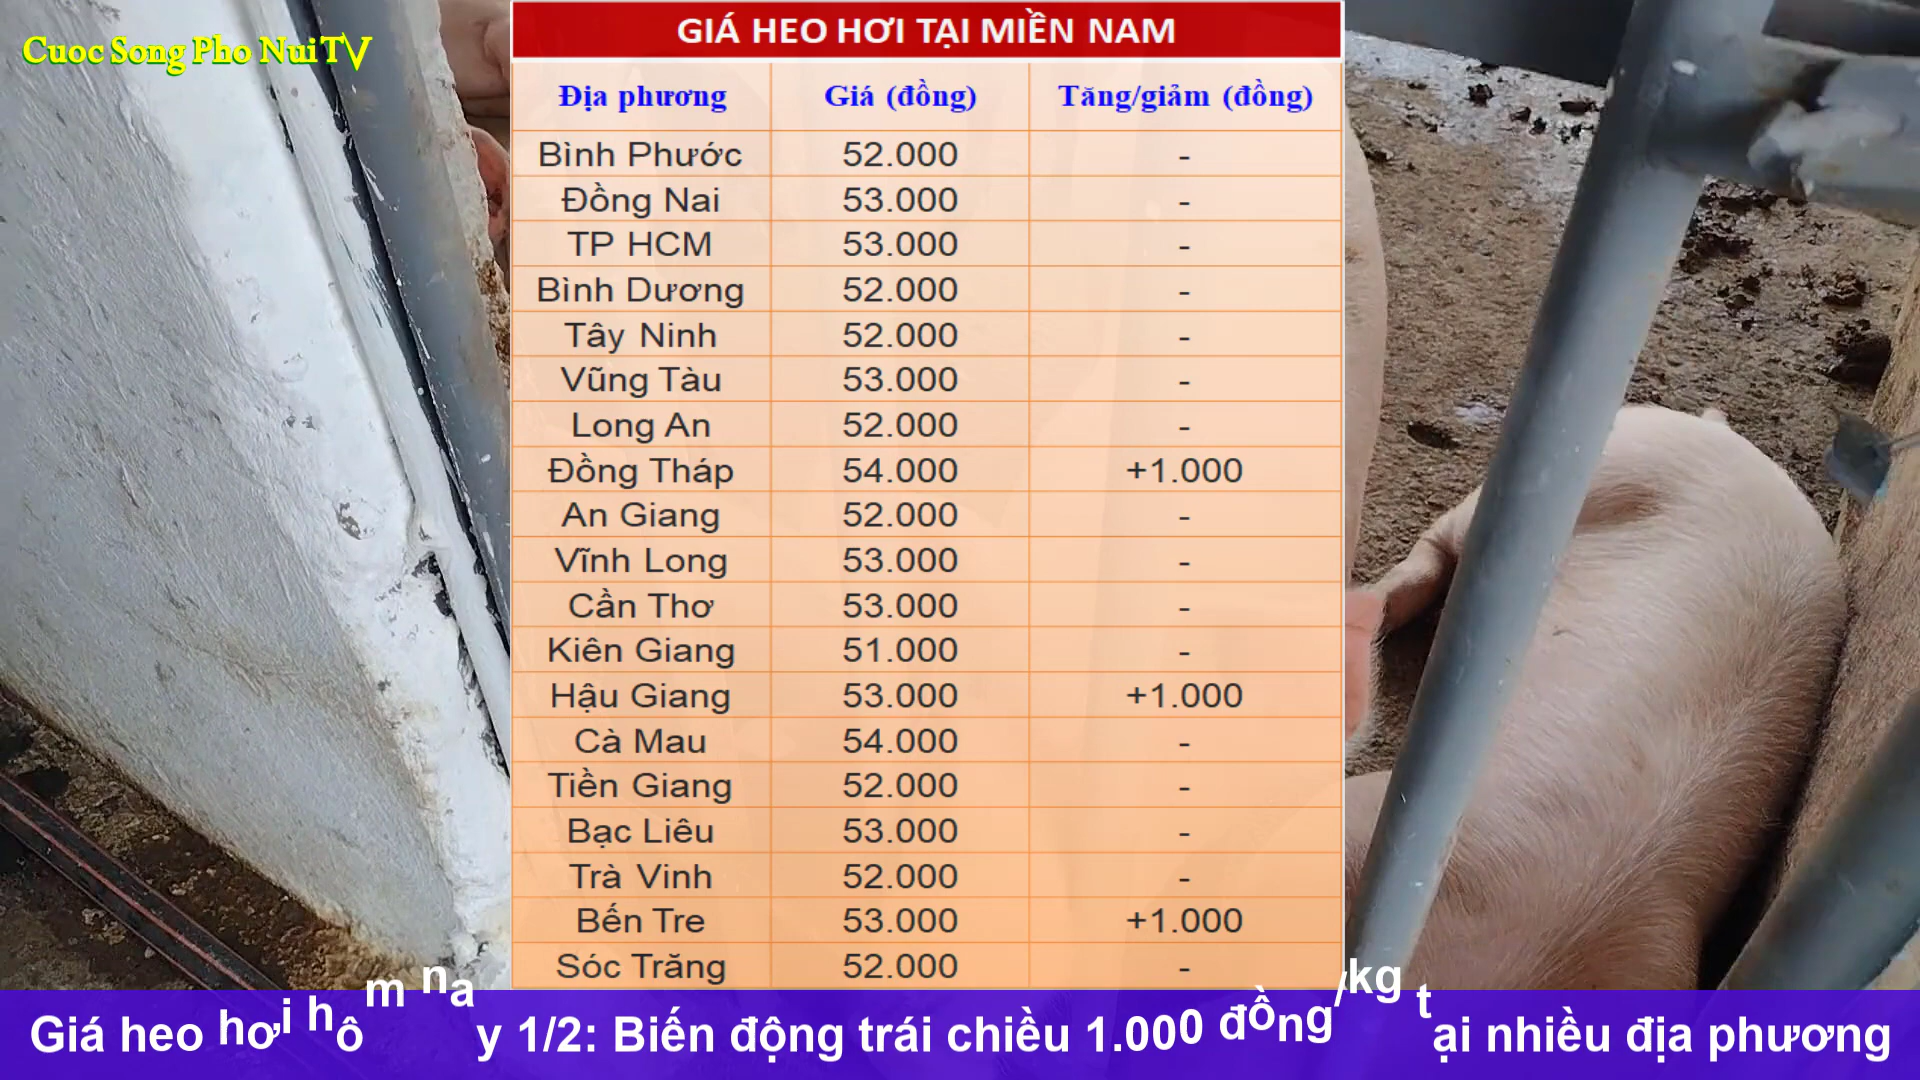 Cuoc Song Pho Nui TV
GIÁ HEO HƠI TẠI MIỀN NAM
Địa phương Giá (đồng) Tăng/giảm (đồng)
Bình Phước 52.000 -
Đồng Nai 53.000 -
TP HCM 53.000 -
Bình Dương 52.000 -
Tây Ninh 52.000 -
Vũng Tàu 53.000 -
Long An 52.000 -
Đồng Tháp 54.000 +1.000
An Giang 52.000 -
Vĩnh Long 53.000 -
Cần Thơ 53.000 -
Kiên Giang 51.000 -
Hậu Giang 53.000 +1.000
Cà Mau 54.000 -
Tiền Giang 52.000 -
Bạc Liêu 53.000 -
Trà Vinh 52.000 -
Bến Tre 53.000 +1.000
Sóc Trăng 52.000 -
Giá heo hơi hôm nay 1/2: Biến động trái chiều 1.000 đồng/kg tại nhiều địa phương